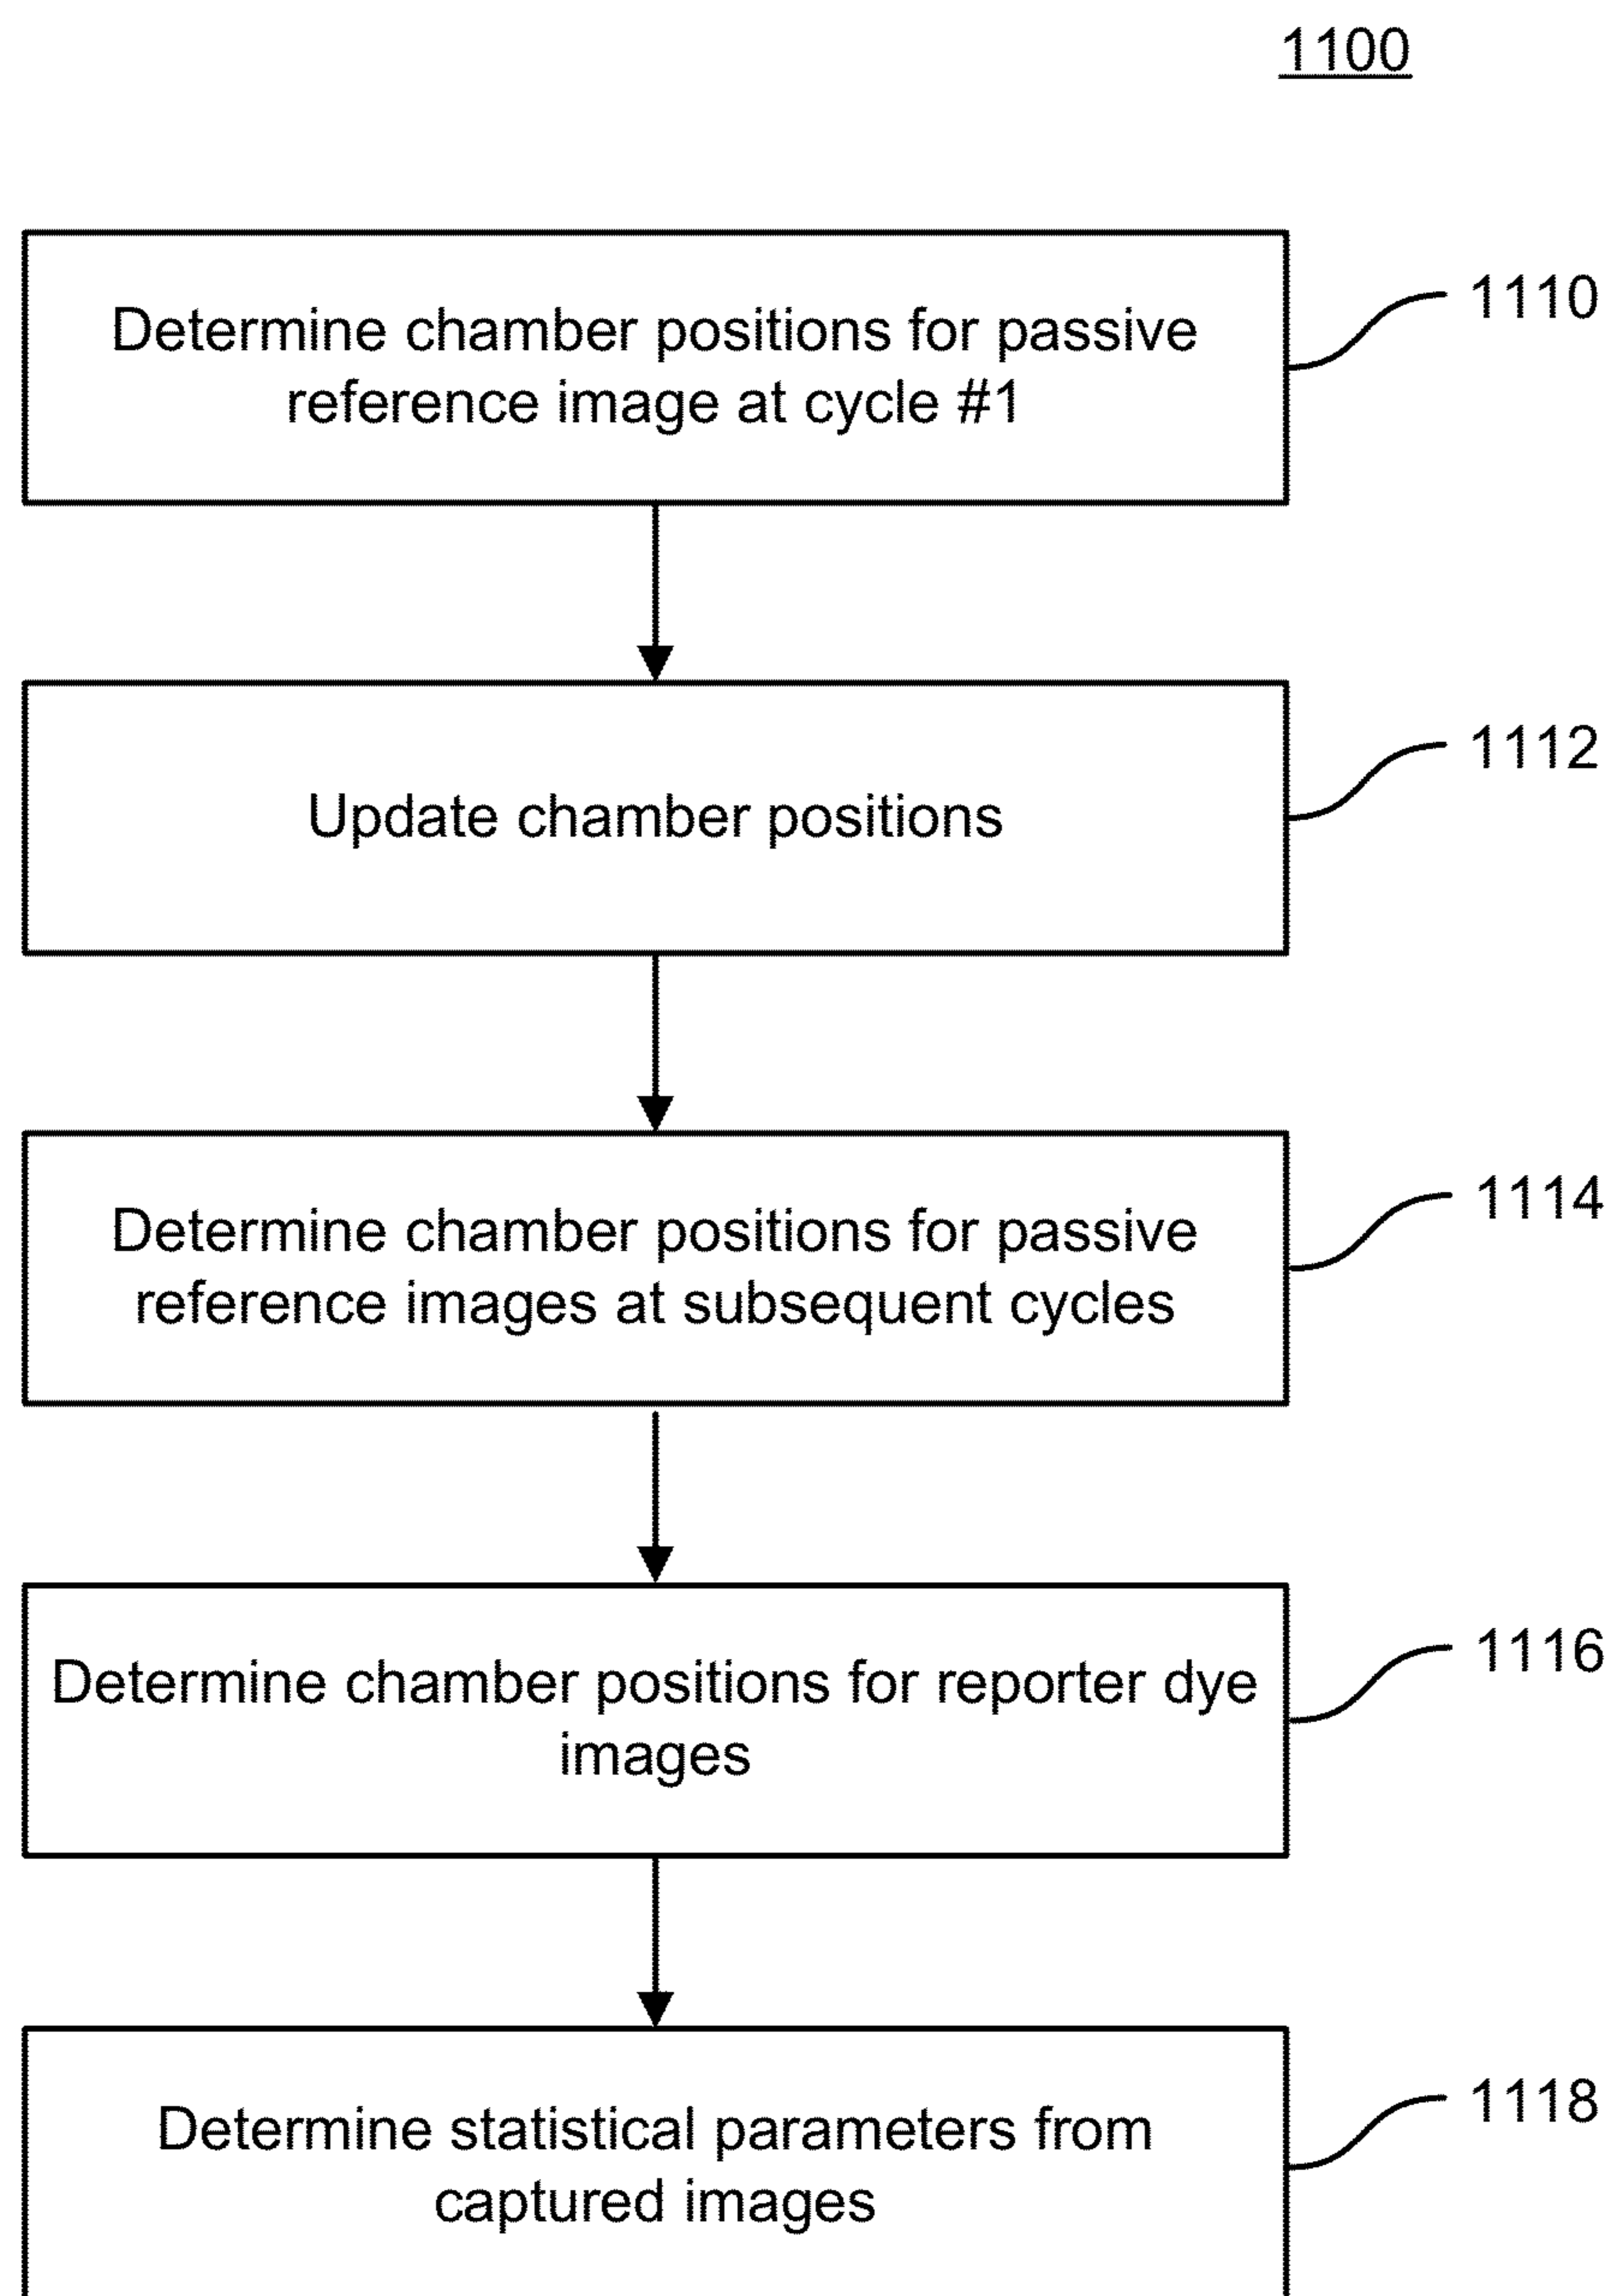 1100
Determine chamber positions for passive
reference image at cycle #1
1110
Update chamber positions
1112
Determine chamber positions for passive
reference images at subsequent cycles
1114
Determine chamber positions for reporter dye
images
1116
Determine statistical parameters from
captured images
1118